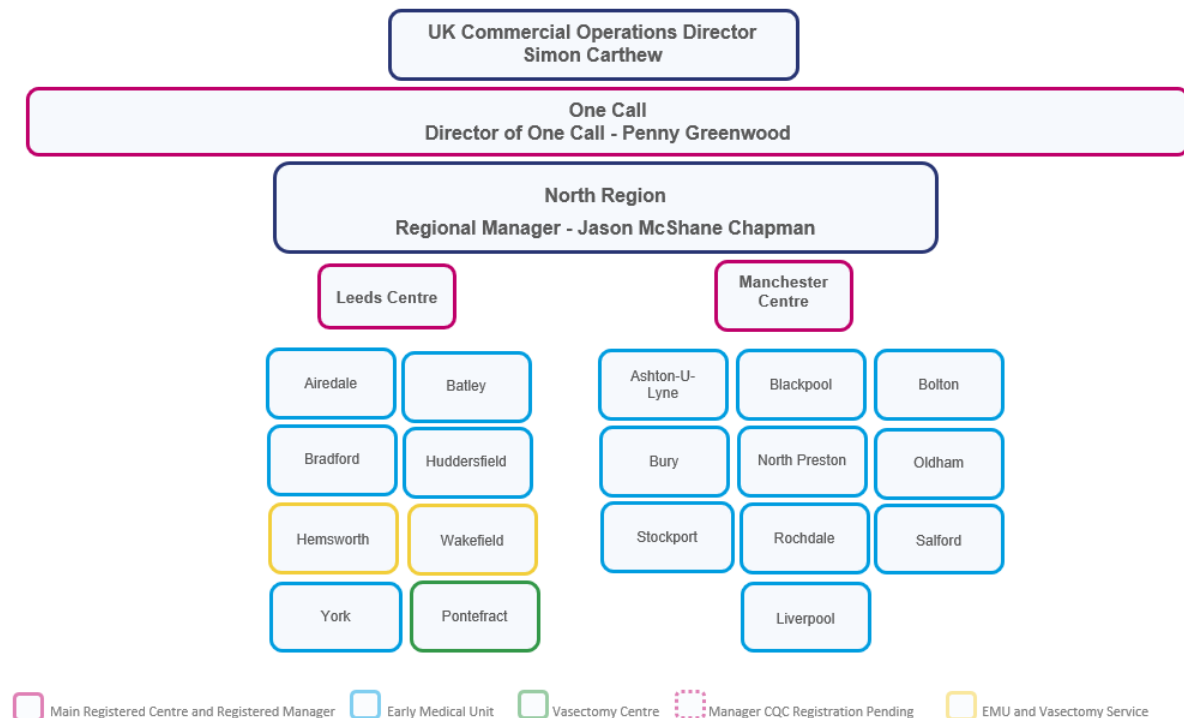 UK Commercial Operations Director
Simon Carthew
One Call
Director of One Call - Penny Greenwood
North Region
Regional Manager - Jason McShane Chapman
Leeds Centre
Manchester
Centre
Airedale
Batley
Ashton-U-
Lyne
Blackpool
Bolton
Bradford
Huddersfield
Bury
North Preston
Oldham
Hemsworth
Wakefield
Stockport
Rochdale
Salford
York
Pontefract
Liverpool
Main Registered Centre and Registered Manager
Early Medical Unit
Vasectomy Centre
Manager CQC Registration Pending
EMU and Vasectomy Service